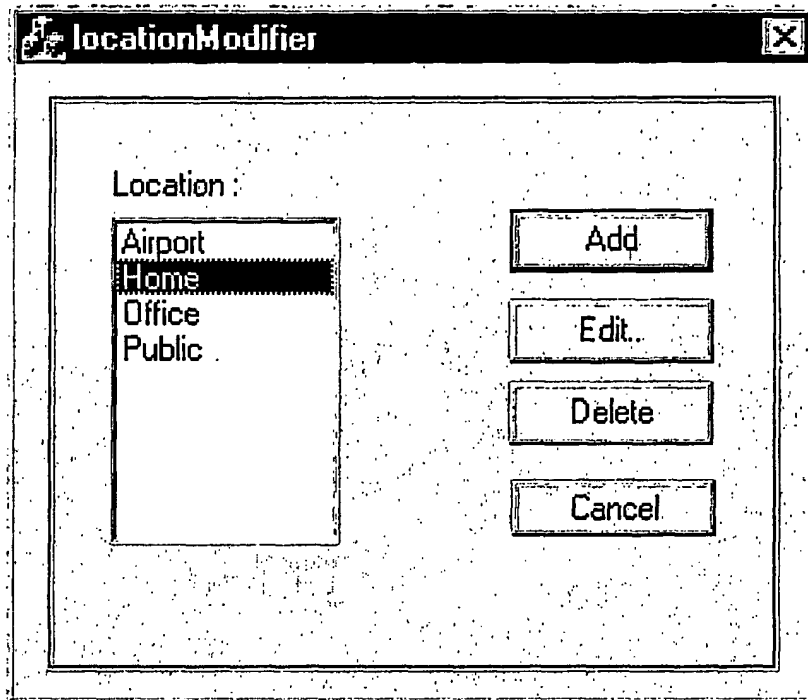 locationModifier
Location :
Airport
Home
Office
Public
Add
Edit..
Delete
Cancel